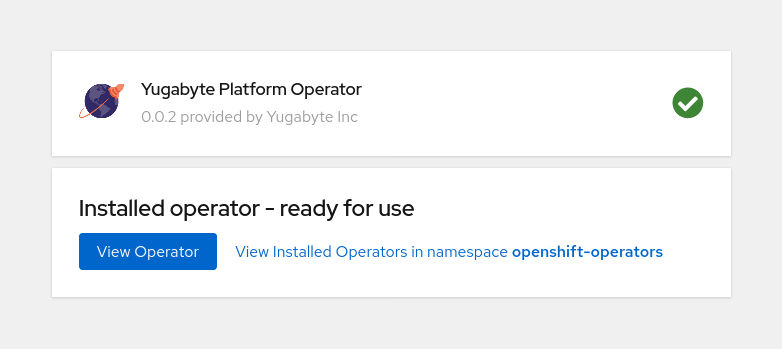 Yugabyte Platform Operator
0.0.2 provided by Yugabyte Inc
Installed operator - ready for use
View Operator
View Installed Operators in namespace openshift-operators